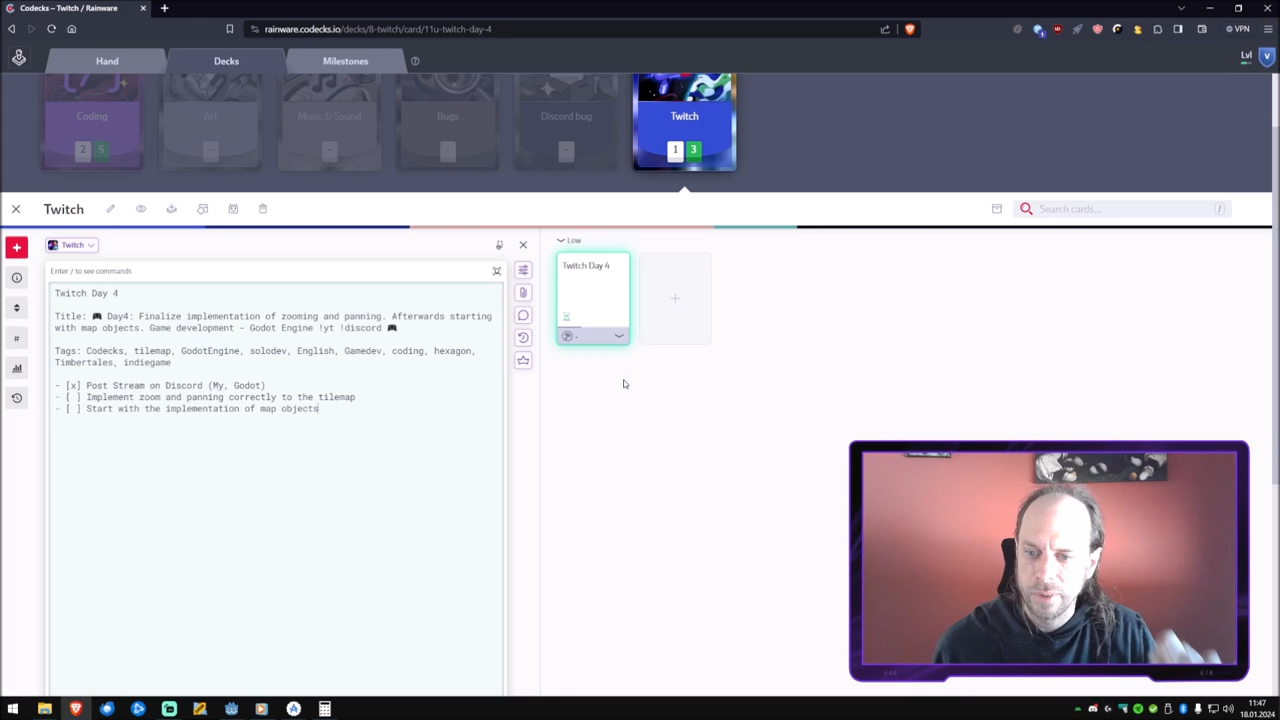 Codecks – Twitch / Rainware
rainware.codecks.io/decks/8-twitch/card/11u-twitch-day-4
VPN
Hand
Decks
Milestones
Lvl
V
Coding
Art
Music & Sound
Bugs
Discord bug
Twitch
2 5
-
-
-
-
1 3
Twitch
Search cards...
/
Twitch
Low
Enter / to see commands
Twitch Day 4
Twitch Day 4
Title: 🎮 Day4: Finalize implementation of zooming and panning. Afterwards starting
with map objects. Game development - Godot Engine !yt !discord 🎮
Tags: Codecks, tilemap, GodotEngine, solodev, English, Gamedev, coding, hexagon,
Timbertales, indiegame
- [x] Post Stream on Discord (My, Godot)
- [ ] Implement zoom and panning correctly to the tilemap
- [ ] Start with the implementation of map objects
-
+
11:47
18.01.2024